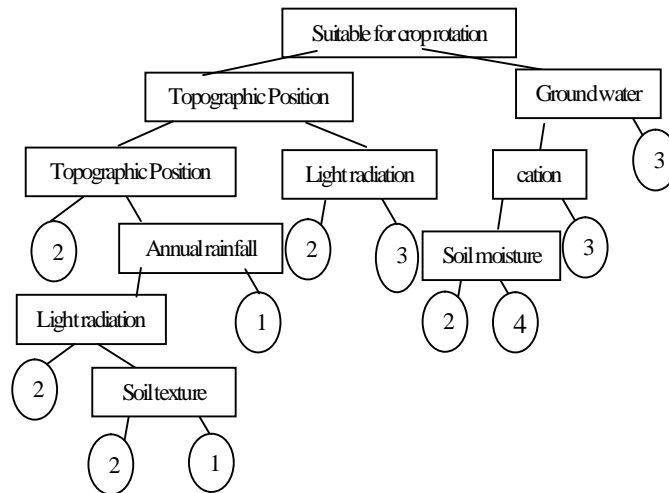 Suitable for crop rotation
Topographic Position
Ground water
Topographic Position
Light radiation
cation
3
2
Annual rainfall
2
3
Soil moisture
3
Light radiation
1
2
4
2
Soil texture
2
1